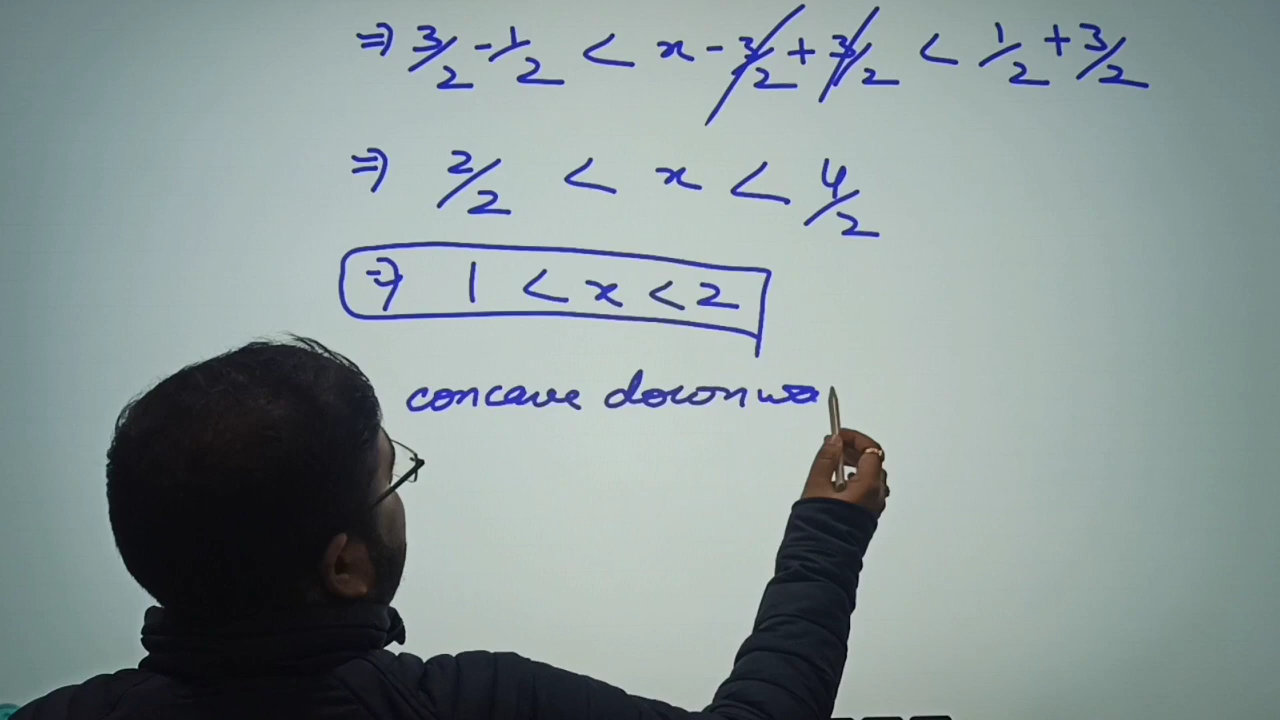 ⇒ 3/2 - 1/2 < x - 3/2 + 3/2 < 1/2 + 3/2
⇒ 2/2 < x < 4/2
⇒ 1 < x < 2
concave downwa